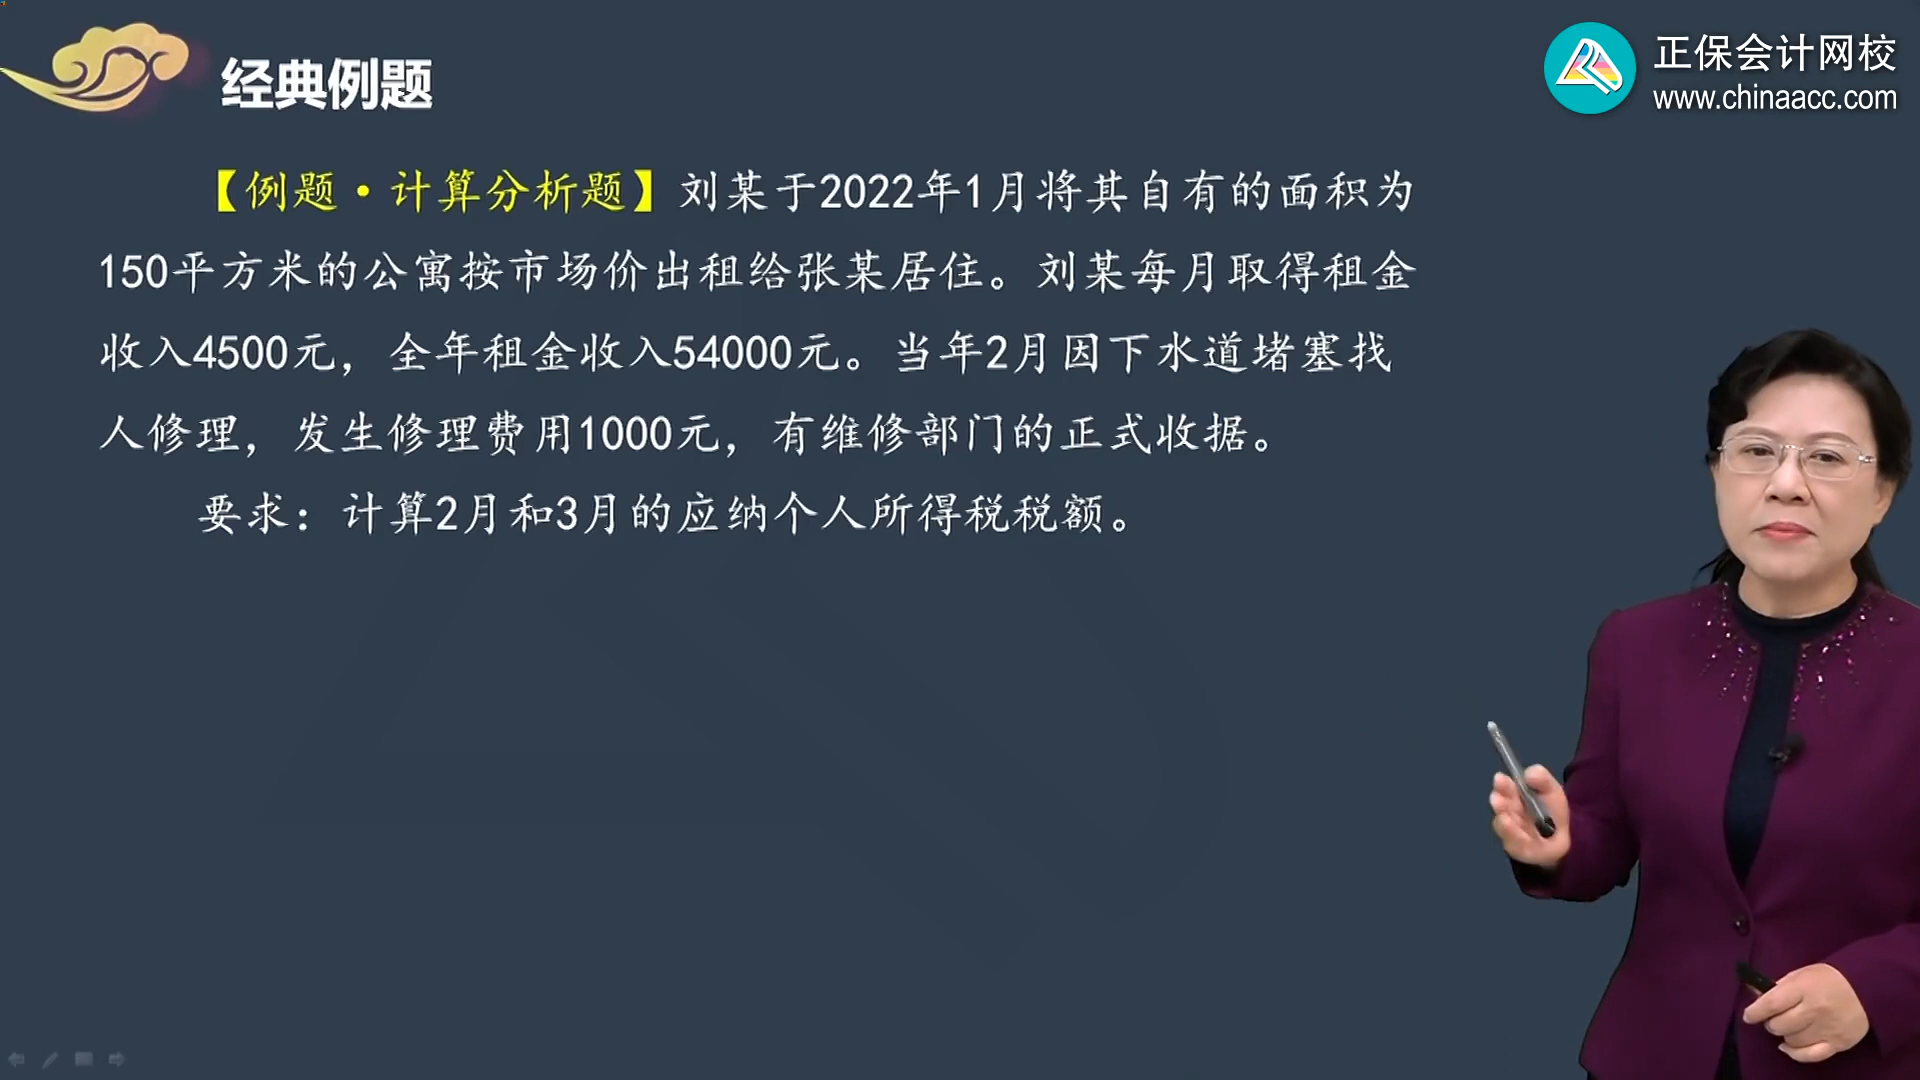 经典例题
正保会计网校
www.chinaacc.com
【例题·计算分析题】刘某于2022年1月将其自有的面积为
150平方米的公寓按市场价出租给张某居住。刘某每月取得租金
收入4500元，全年租金收入54000元。当年2月因下水道堵塞找
人修理，发生修理费用1000元，有维修部门的正式收据。
要求：计算2月和3月的应纳个人所得税税额。